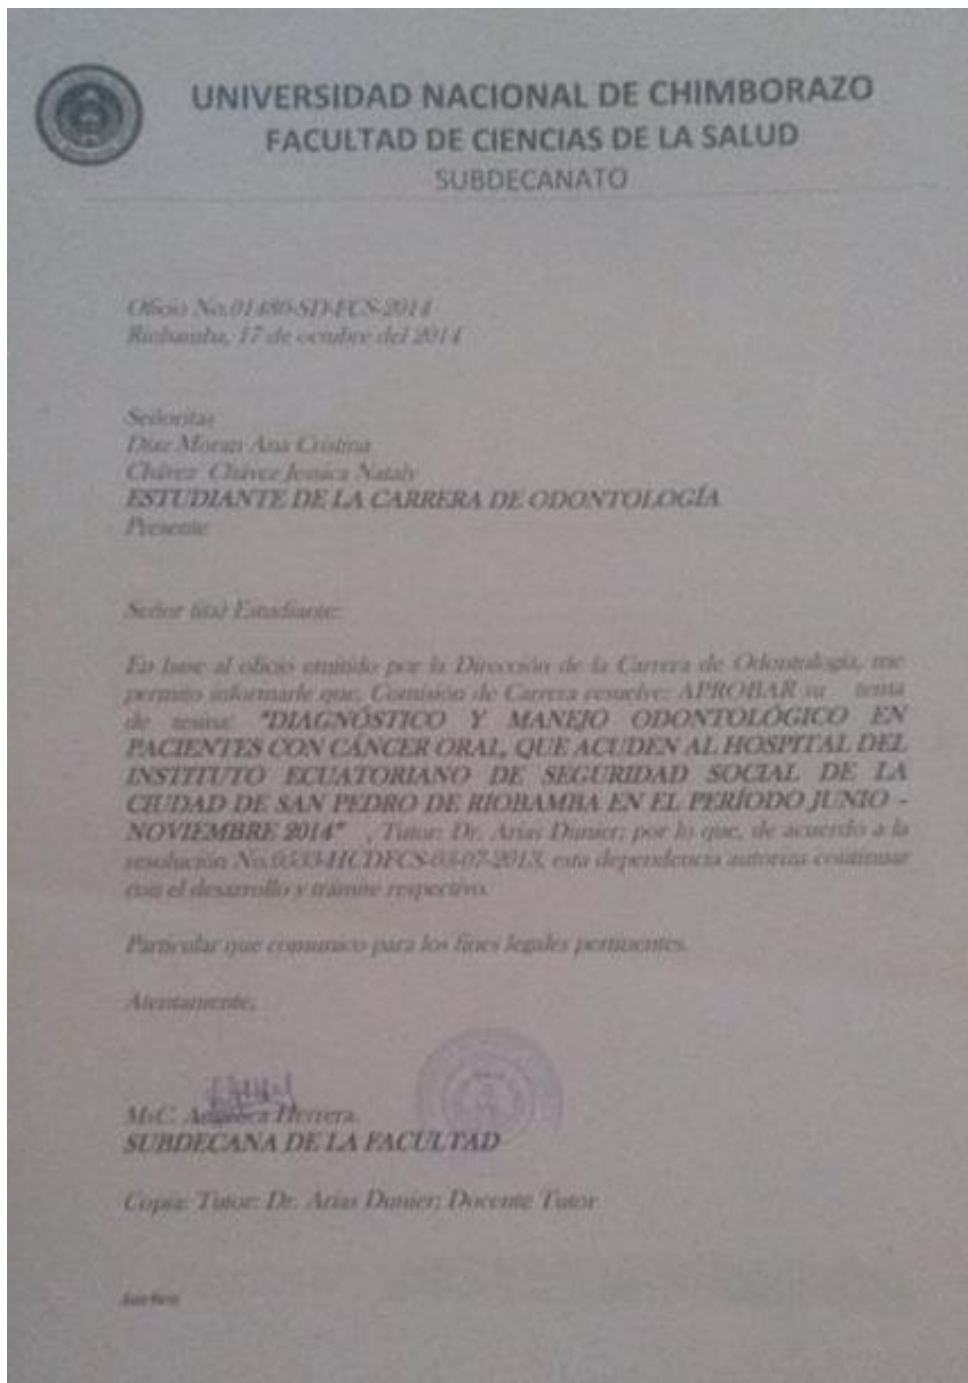 UNIVERSIDAD NACIONAL DE CHIMBORAZO
FACULTAD DE CIENCIAS DE LA SALUD
SUBDECANATO
Oficio No.01480-SD-FCS-2014
Riobamba, 17 de octubre del 2014
Señoritas
Díaz Moran Ana Cristina
Chávez Chávez Jessica Nataly
ESTUDIANTE DE LA CARRERA DE ODONTOLOGÍA
Presente
Señor (ita) Estudiante:
En base al oficio emitido por la Dirección de la Carrera de Odontología, me
permito informarle que, Comisión de Carrera resuelve: APROBAR su tema
de tesina: "DIAGNÓSTICO Y MANEJO ODONTOLÓGICO EN
PACIENTES CON CÁNCER ORAL, QUE ACUDEN AL HOSPITAL DEL
INSTITUTO ECUATORIANO DE SEGURIDAD SOCIAL DE LA
CIUDAD DE SAN PEDRO DE RIOBAMBA EN EL PERÍODO JUNIO -
NOVIEMBRE 2014" , Tutor: Dr. Arias Danier; por lo que, de acuerdo a la
resolución No.0533-HCDFCS-03-07-2013, esta dependencia autoriza continuar
con el desarrollo y trámite respectivo.
Particular que comunico para los fines legales pertinentes.
Atentamente,
MsC. Herrera.
SUBDECANA DE LA FACULTAD
Copia: Tutor: Dr. Arias Danier; Docente Tutor